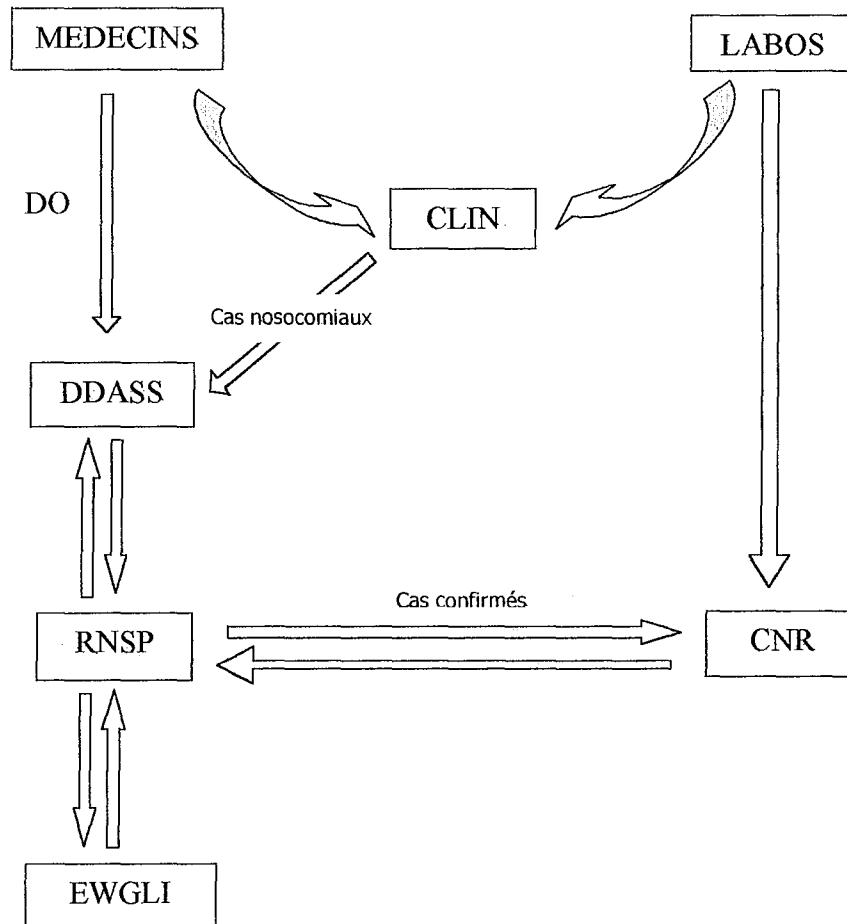 MEDECINS
LABOS
DO
CLIN
Cas nosocomiaux
DDASS
Cas confirmés
RNSP
CNR
EWGLI